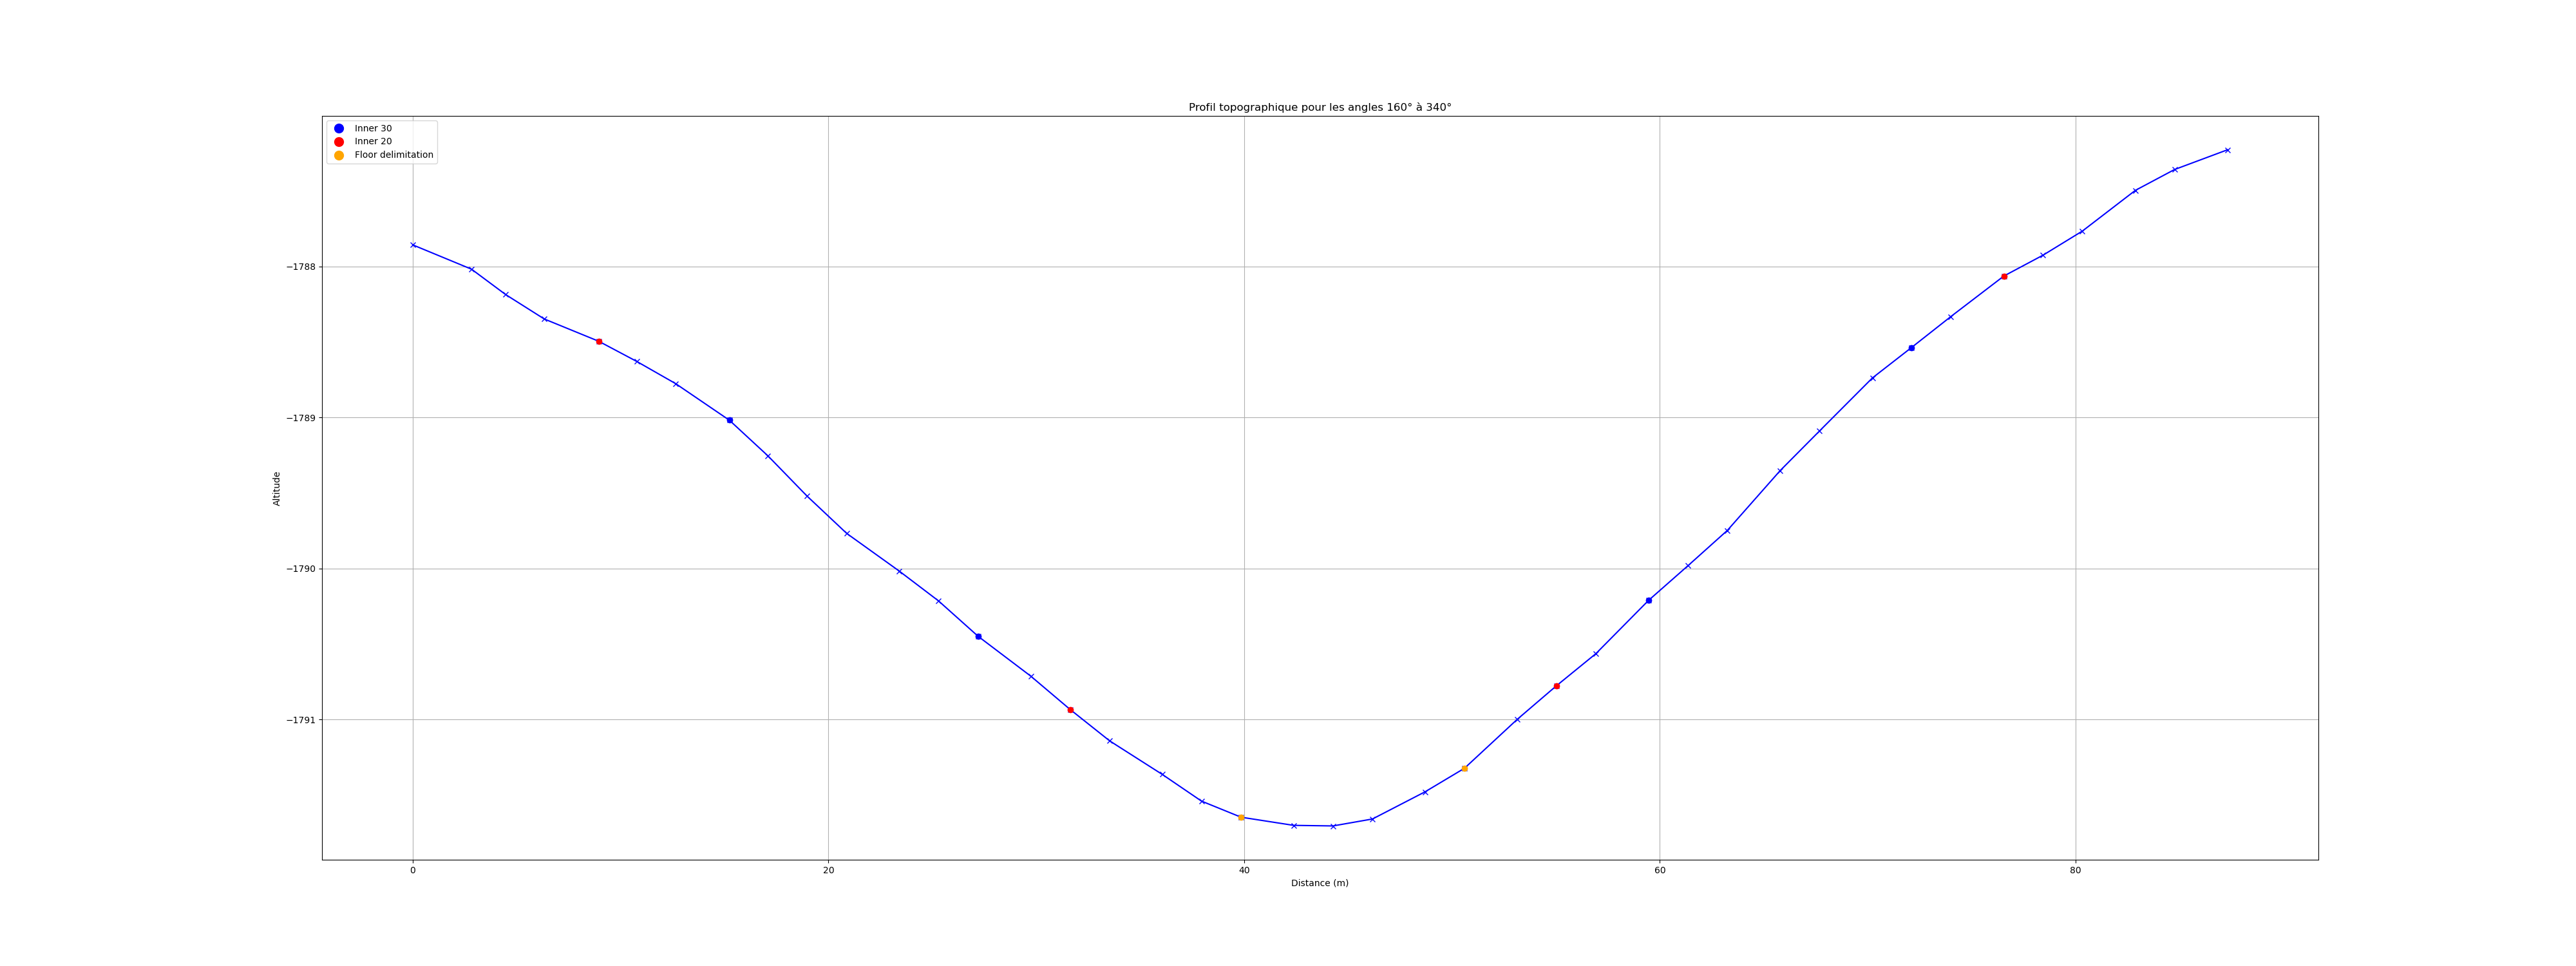 Profil topographique pour les angles 160° à 340°
Inner 30
Inner 20
Floor delimitation
−1788
−1789
−1790
−1791
Altitude
0 20 40 60 80
Distance (m)